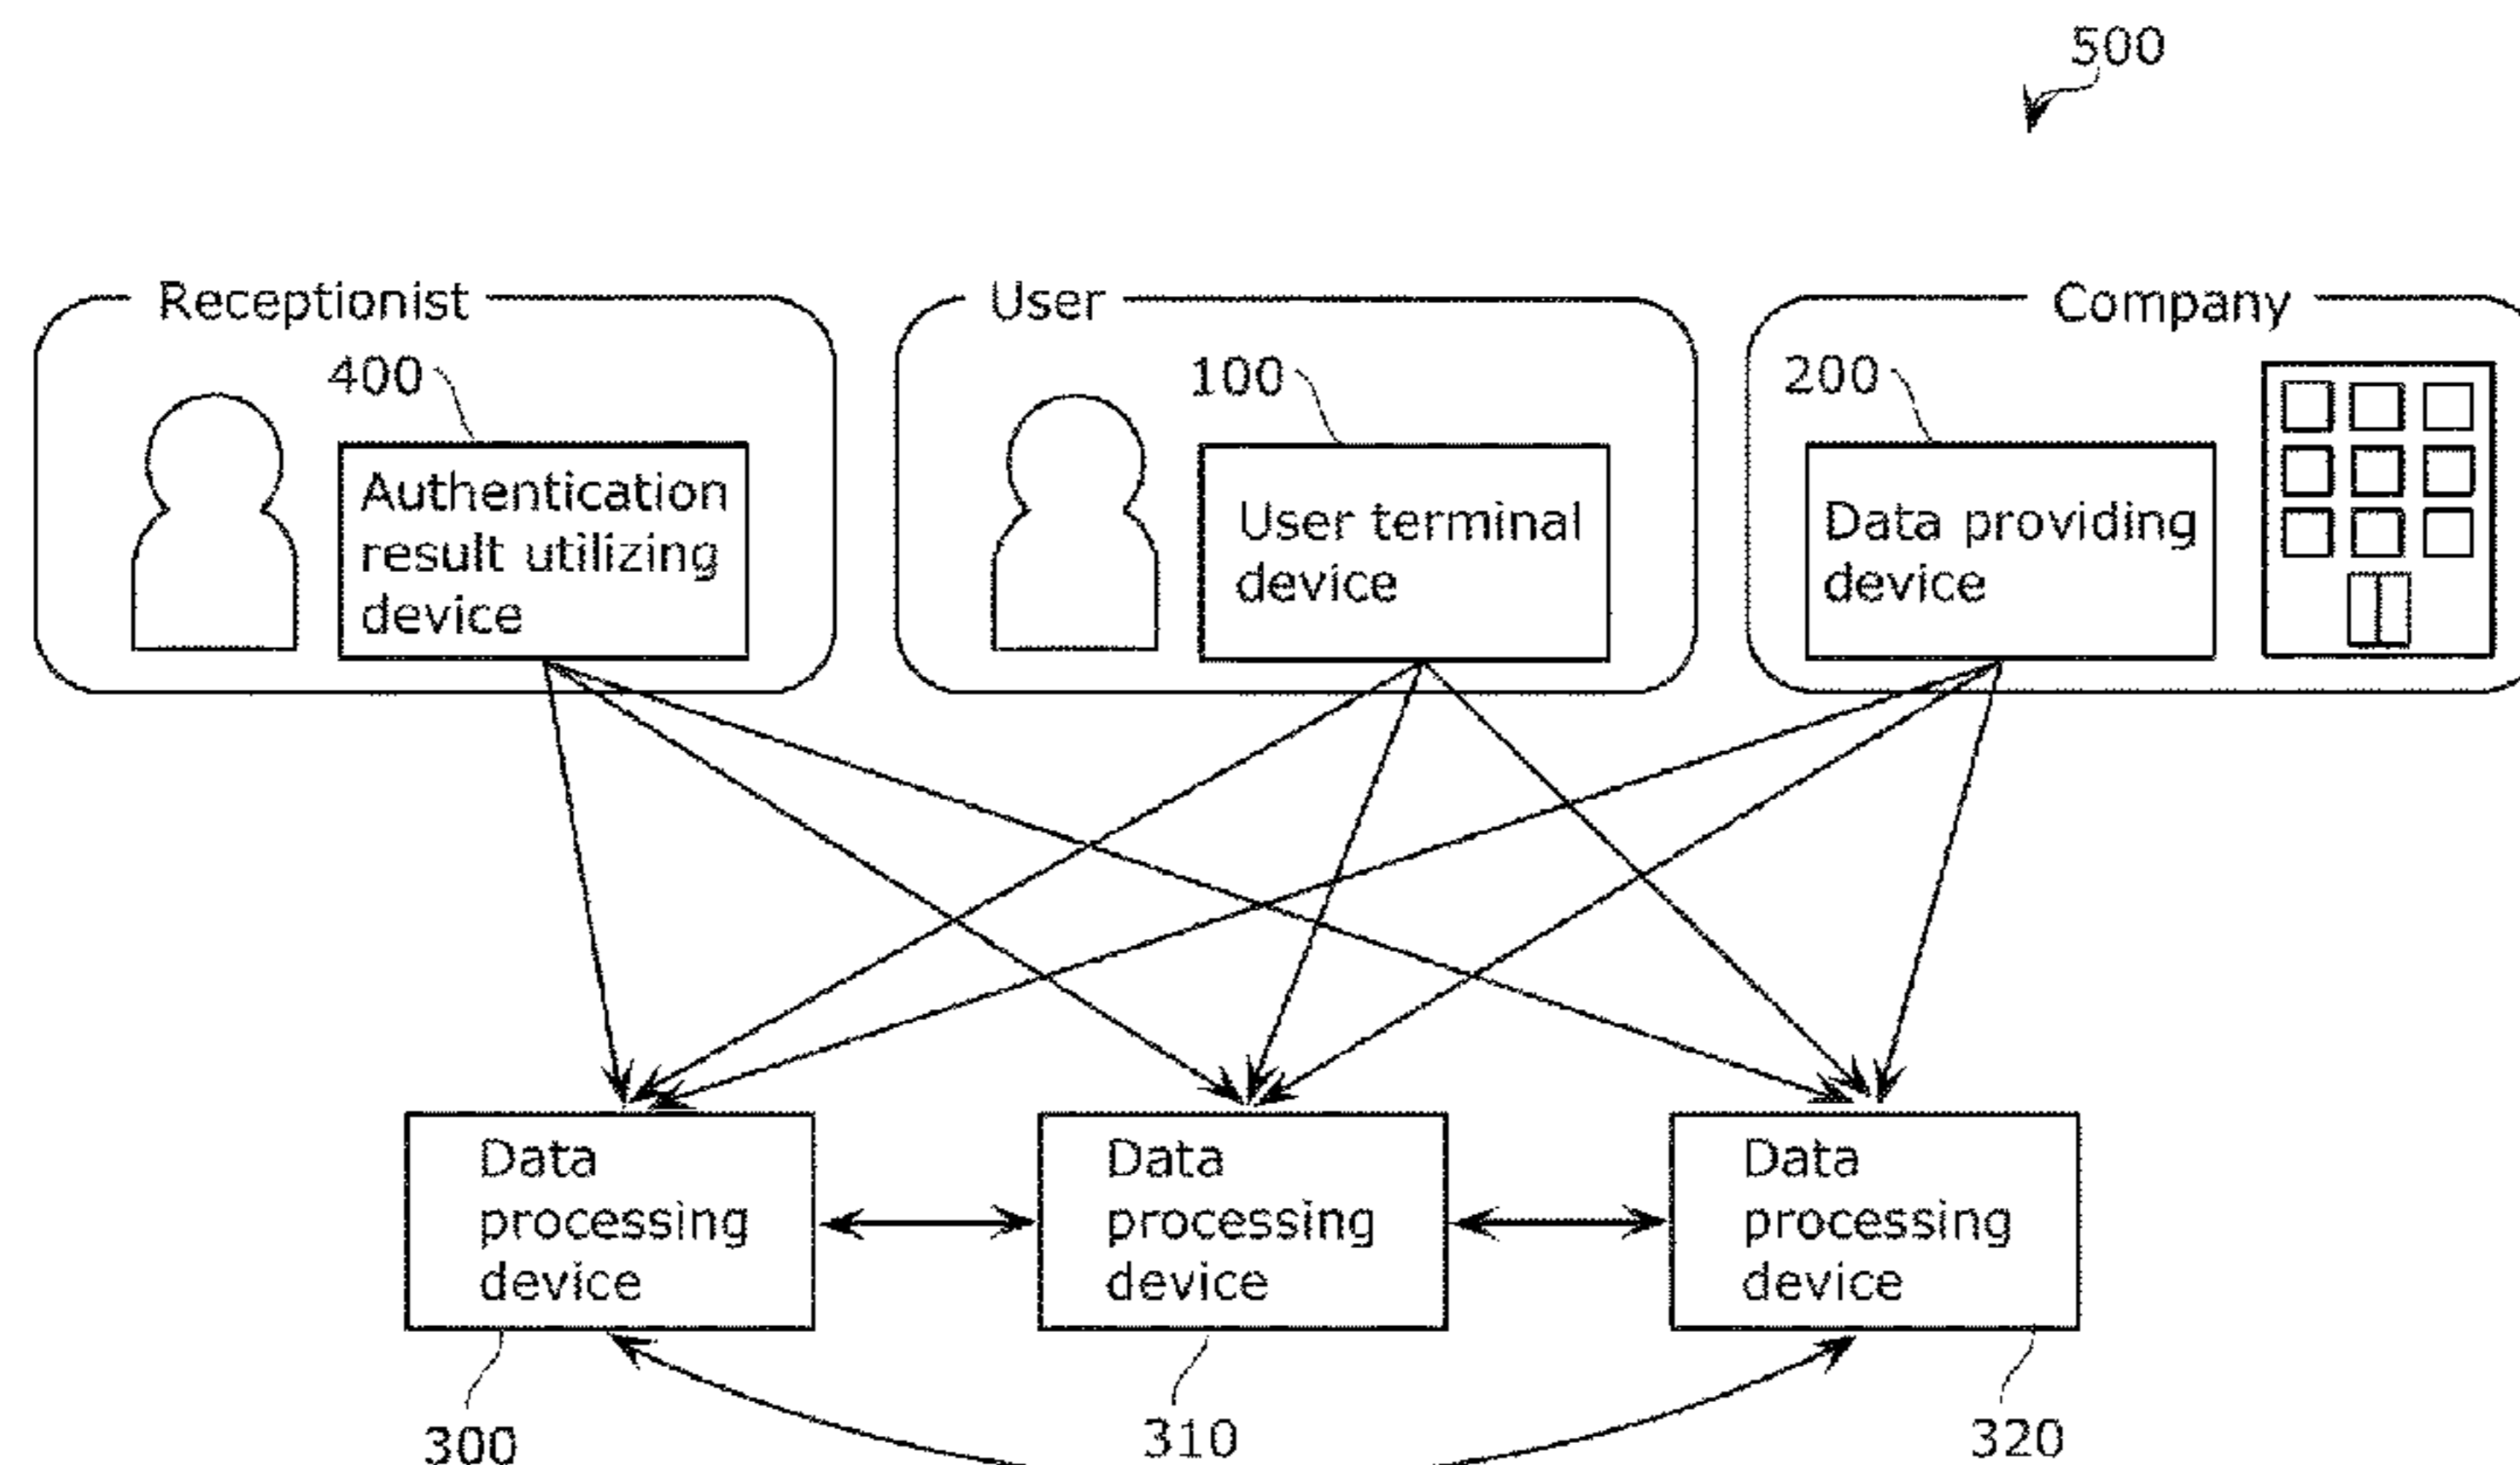 500
Receptionist
User
Company
400
100
200
Authentication
result utilizing
device
User terminal
device
Data providing
device
Data
processing
device
Data
processing
device
Data
processing
device
300
310
320